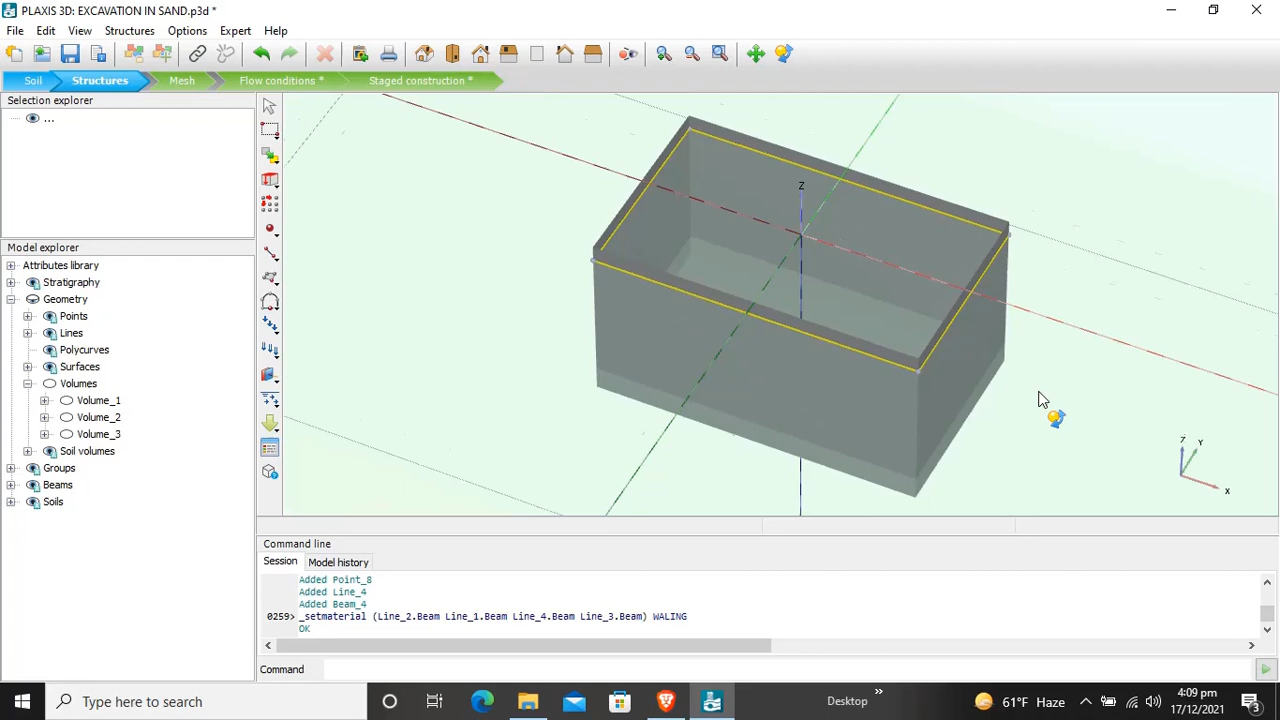 PLAXIS 3D: EXCAVATION IN SAND.p3d *
File Edit View Structures Options Expert Help
Soil Structures Mesh Flow conditions * Staged construction *
Selection explorer
...
Model explorer
Attributes library
Stratigraphy
Geometry
Points
Lines
Polycurves
Surfaces
Volumes
Volume_1
Volume_2
Volume_3
Soil volumes
Groups
Beams
Soils
Z
Z
Y
X
Command line
Session Model history
Added Point_8
Added Line_4
Added Beam_4
0259> _setmaterial (Line_2.Beam Line_1.Beam Line_4.Beam Line_3.Beam) WALING
OK
Command
Type here to search
Desktop
»
61°F Haze
4:09 pm
17/12/2021
3